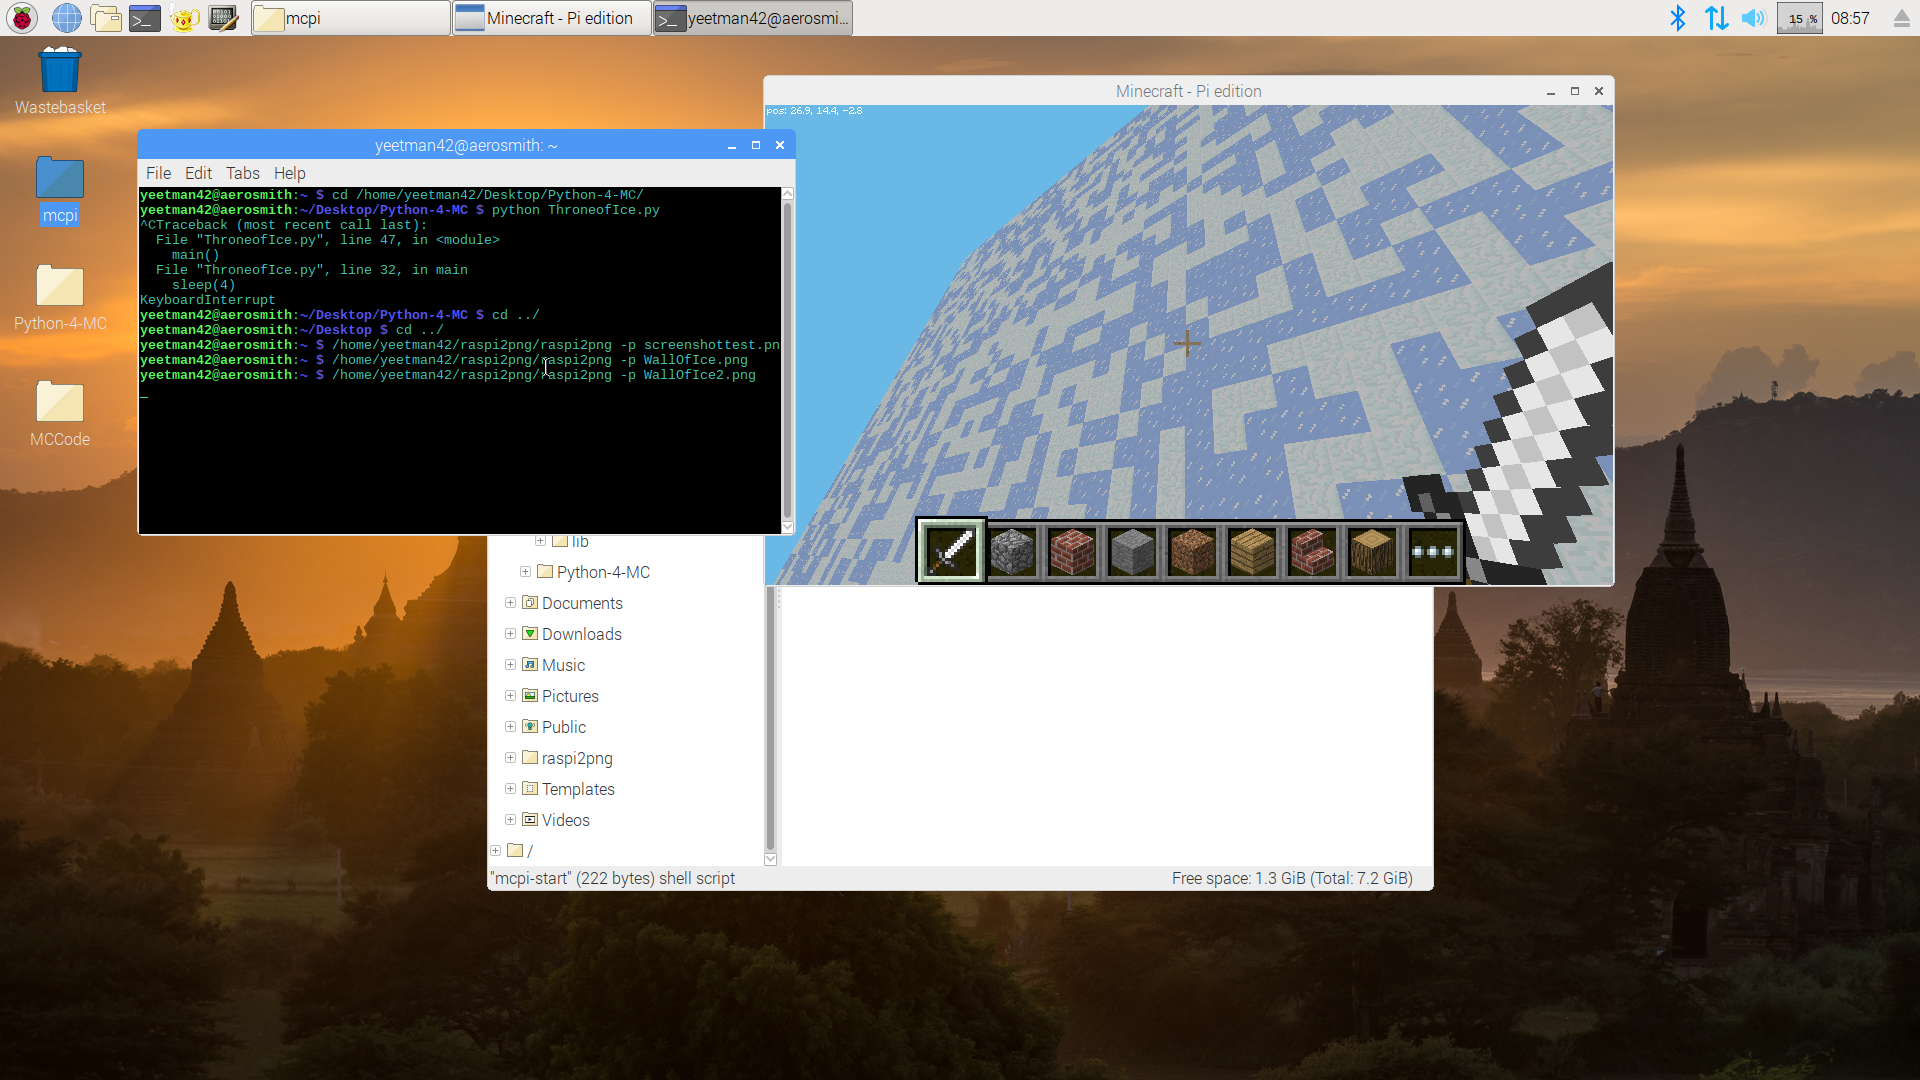 mcpi
Minecraft - Pi edition
yeetman42@aerosmi...
15 %
08:57
Wastebasket
mcpi
Python-4-MC
MCCode
Minecraft - Pi edition
pos: 26.9, 14.4, -2.8
yeetman42@aerosmith: ~
File Edit Tabs Help
yeetman42@aerosmith:~ $ cd /home/yeetman42/Desktop/Python-4-MC/
yeetman42@aerosmith:~/Desktop/Python-4-MC $ python ThroneofIce.py
^CTraceback (most recent call last):
  File "ThroneofIce.py", line 47, in <module>
    main()
  File "ThroneofIce.py", line 32, in main
    sleep(4)
KeyboardInterrupt
yeetman42@aerosmith:~/Desktop/Python-4-MC $ cd ../
yeetman42@aerosmith:~/Desktop $ cd ../
yeetman42@aerosmith:~ $ /home/yeetman42/raspi2png/raspi2png -p screenshottest.pn
yeetman42@aerosmith:~ $ /home/yeetman42/raspi2png/raspi2png -p WallOfIce.png
yeetman42@aerosmith:~ $ /home/yeetman42/raspi2png/raspi2png -p WallOfIce2.png
lib
Python-4-MC
Documents
Downloads
Music
Pictures
Public
raspi2png
Templates
Videos
/
"mcpi-start" (222 bytes) shell script
Free space: 1.3 GiB (Total: 7.2 GiB)